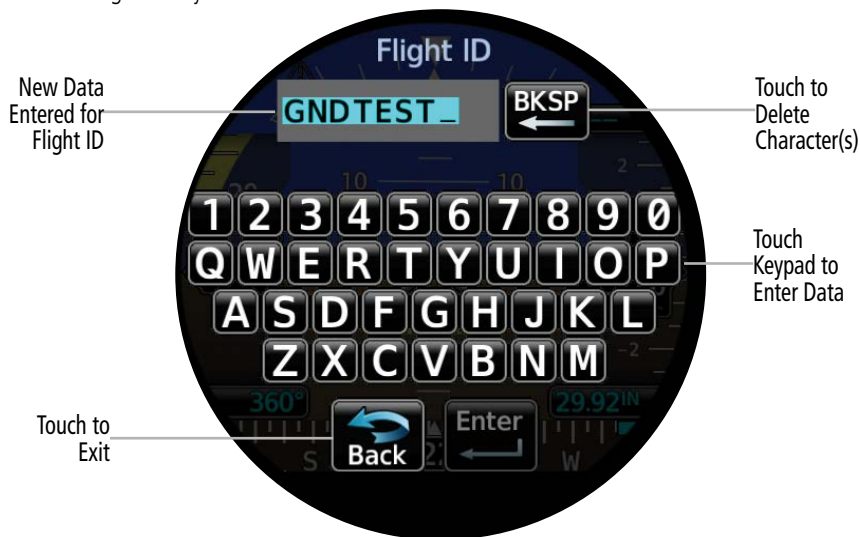 Flight ID
New Data
Entered for
Flight ID
GNDTEST_
BKSP
Touch to
Delete
Character(s)
2
10 10
1 2 3 4 5 6 7 8 9 0
Q W E R T Y U I O P
Touch
Keypad to
Enter Data
A S D F G H J K L
Z X C V B N M
-2
360°
29.92IN
Touch to
Exit
Back
Enter
S
W